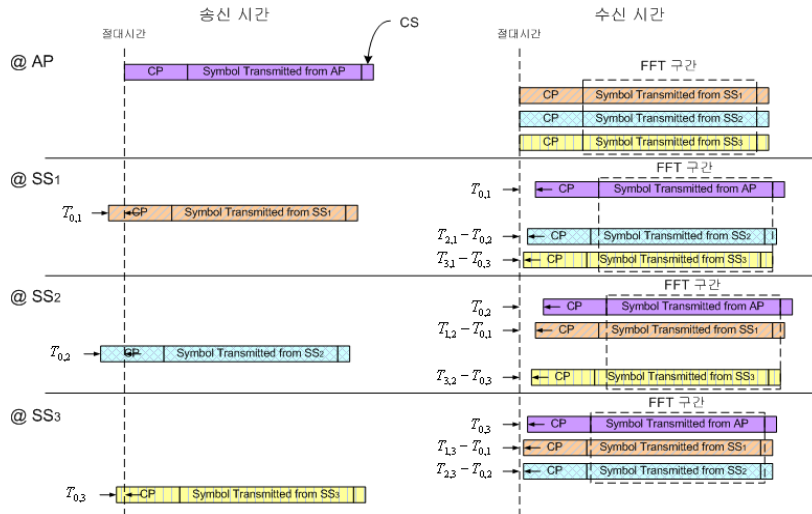 송신 시간
수신 시간
절대시간
CS
절대시간
@ AP
CP Symbol Transmitted from AP
FFT 구간
CP Symbol Transmitted from SS1
CP Symbol Transmitted from SS2
CP Symbol Transmitted from SS3
@ SS1
FFT 구간
T0,1
CP Symbol Transmitted from AP
T0,1
CP Symbol Transmitted from SS1
T2,1 − T0,2
CP Symbol Transmitted from SS2
T3,1 − T0,3
CP Symbol Transmitted from SS3
@ SS2
FFT 구간
T0,2
CP Symbol Transmitted from AP
T1,2 − T0,1
CP Symbol Transmitted from SS1
T0,2
CP Symbol Transmitted from SS2
T3,2 − T0,3
CP Symbol Transmitted from SS3
@ SS3
FFT 구간
T0,3
CP Symbol Transmitted from AP
T1,3 − T0,1
CP Symbol Transmitted from SS1
T2,3 − T0,2
CP Symbol Transmitted from SS2
T0,3
CP Symbol Transmitted from SS3